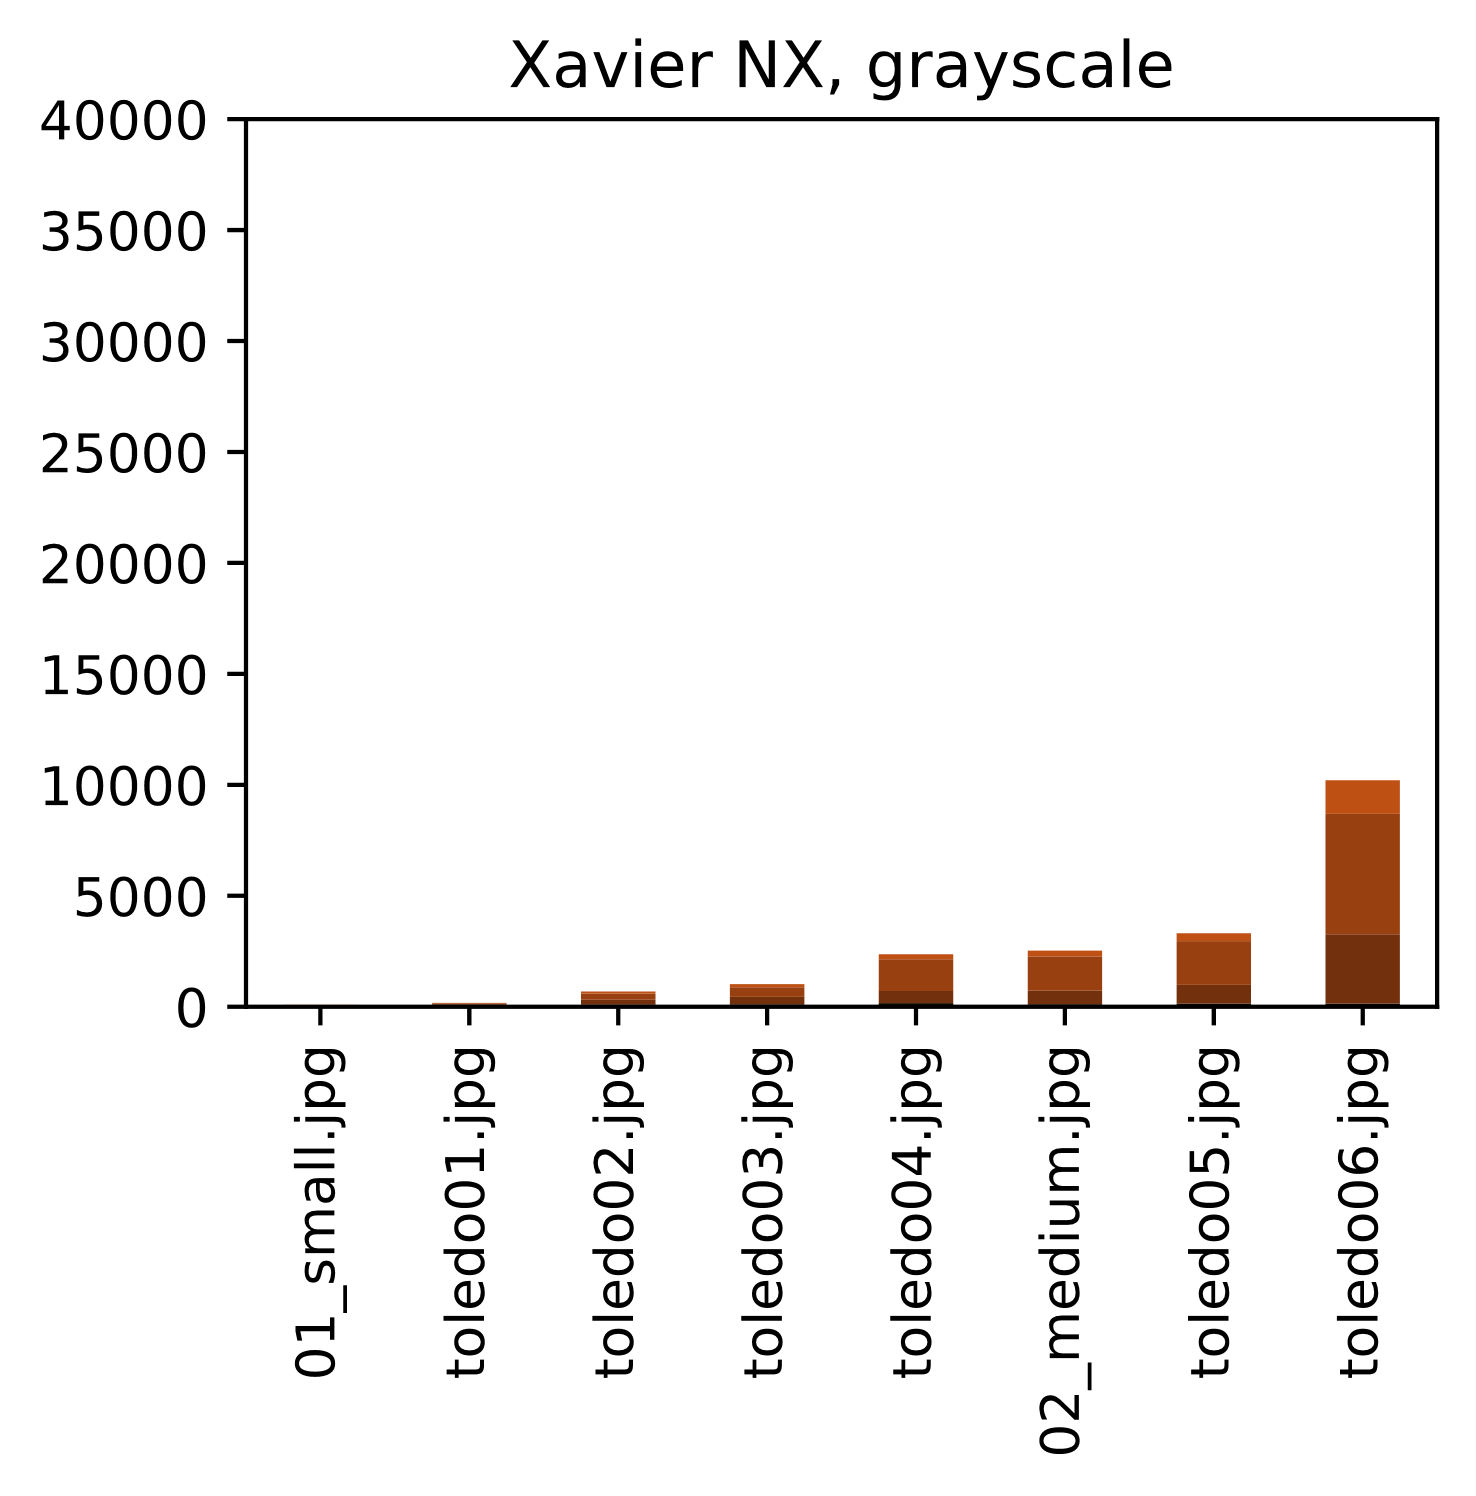 Xavier NX, grayscale
40000
35000
30000
25000
20000
15000
10000
5000
0
01_small.jpg
toledo01.jpg
toledo02.jpg
toledo03.jpg
toledo04.jpg
02_medium.jpg
toledo05.jpg
toledo06.jpg